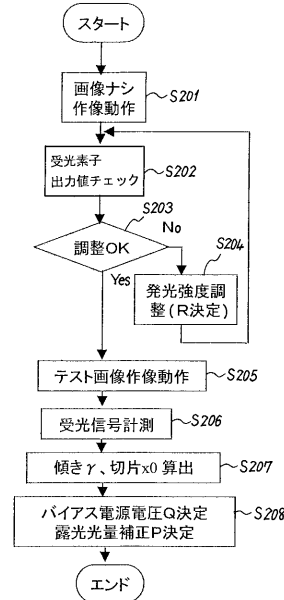 スタート
画像ナシ
作像動作
S201
受光素子
出力値チェック
S202
S203
調整OK
No
Yes
S204
発光強度調
整(R決定)
テスト画像作像動作
S205
受光信号計測
S206
傾きγ、切片x0 算出
S207
バイアス電源電圧Q決定
露光光量補正P決定
S208
エンド